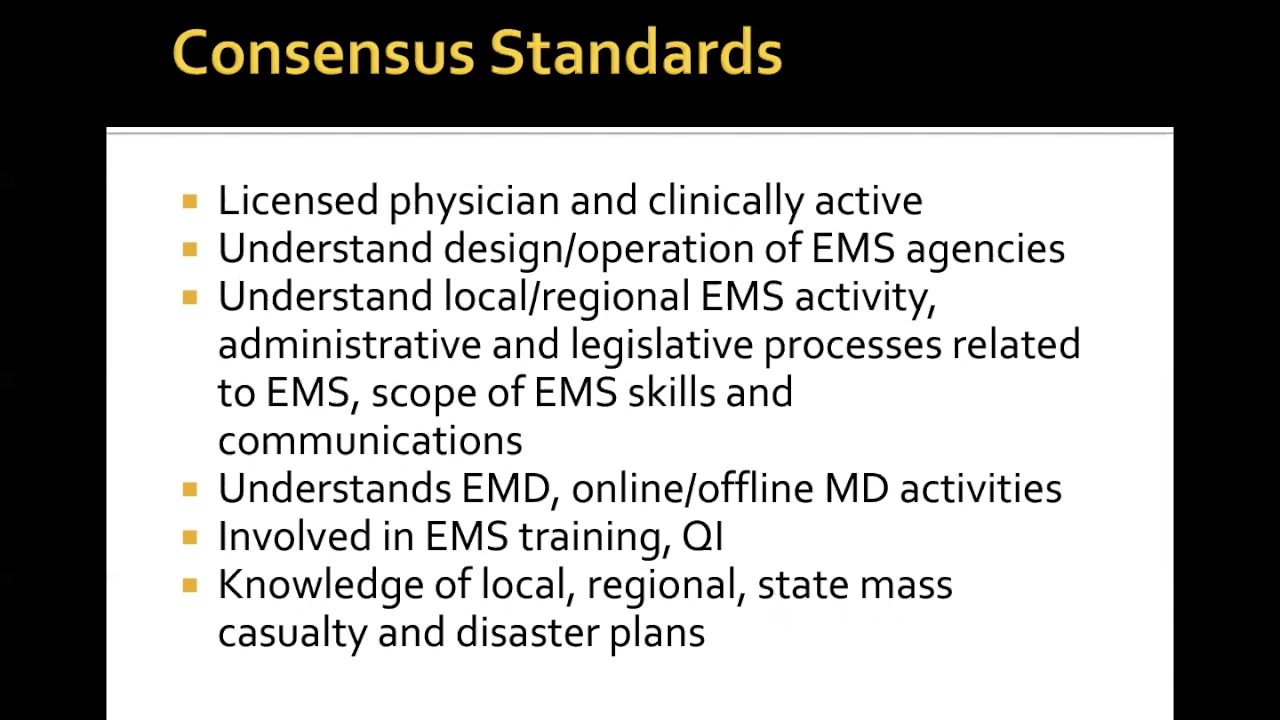 Consensus Standards
Licensed physician and clinically active
Understand design/operation of EMS agencies
Understand local/regional EMS activity,
administrative and legislative processes related
to EMS, scope of EMS skills and
communications
Understands EMD, online/offline MD activities
Involved in EMS training, QI
Knowledge of local, regional, state mass
casualty and disaster plans